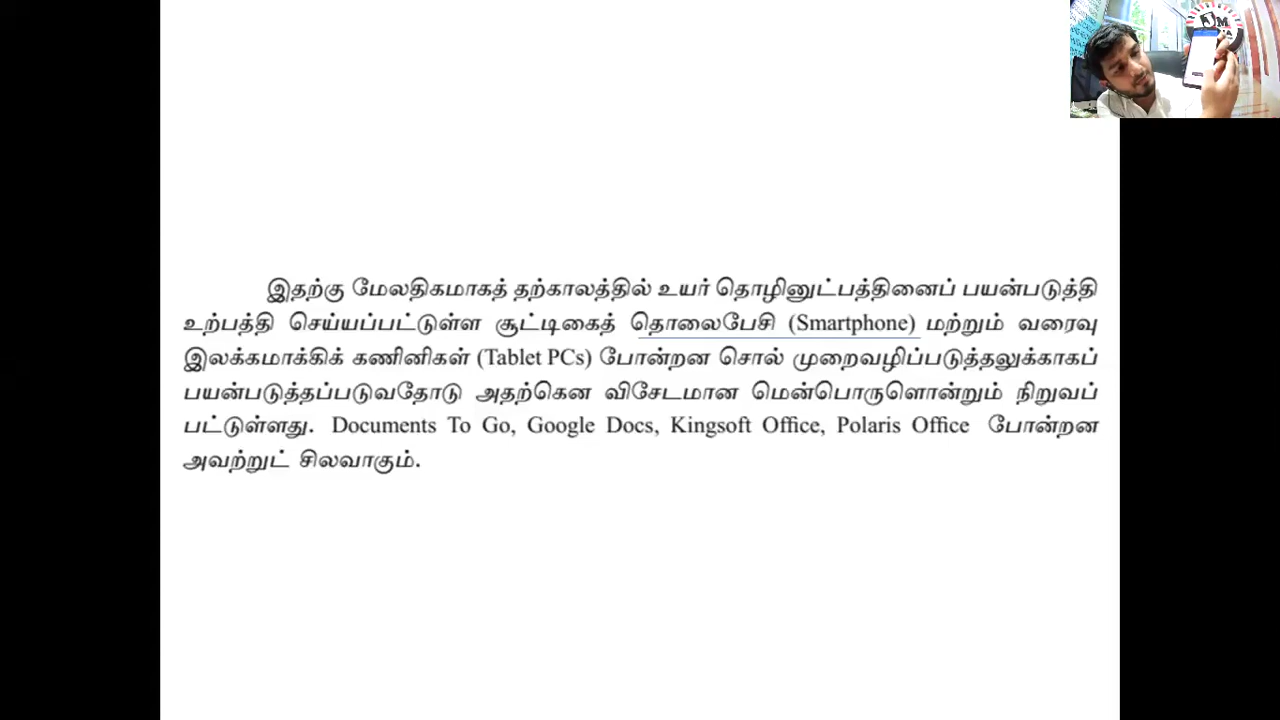 இதற்கு மேலதிகமாகத் தற்காலத்தில் உயர் தொழினுட்பத்தினைப் பயன்படுத்தி
உற்பத்தி செய்யப்பட்டுள்ள சூட்டிகைத் தொலைபேசி (Smartphone) மற்றும் வரைவு
இலக்கமாக்கிக் கணினிகள் (Tablet PCs) போன்றன சொல் முறைவழிப்படுத்தலுக்காகப்
பயன்படுத்தப்படுவதோடு அதற்கென விசேடமான மென்பொருளொன்றும் நிறுவப்
பட்டுள்ளது. Documents To Go, Google Docs, Kingsoft Office, Polaris Office போன்றன
அவற்றுட் சிலவாகும்.